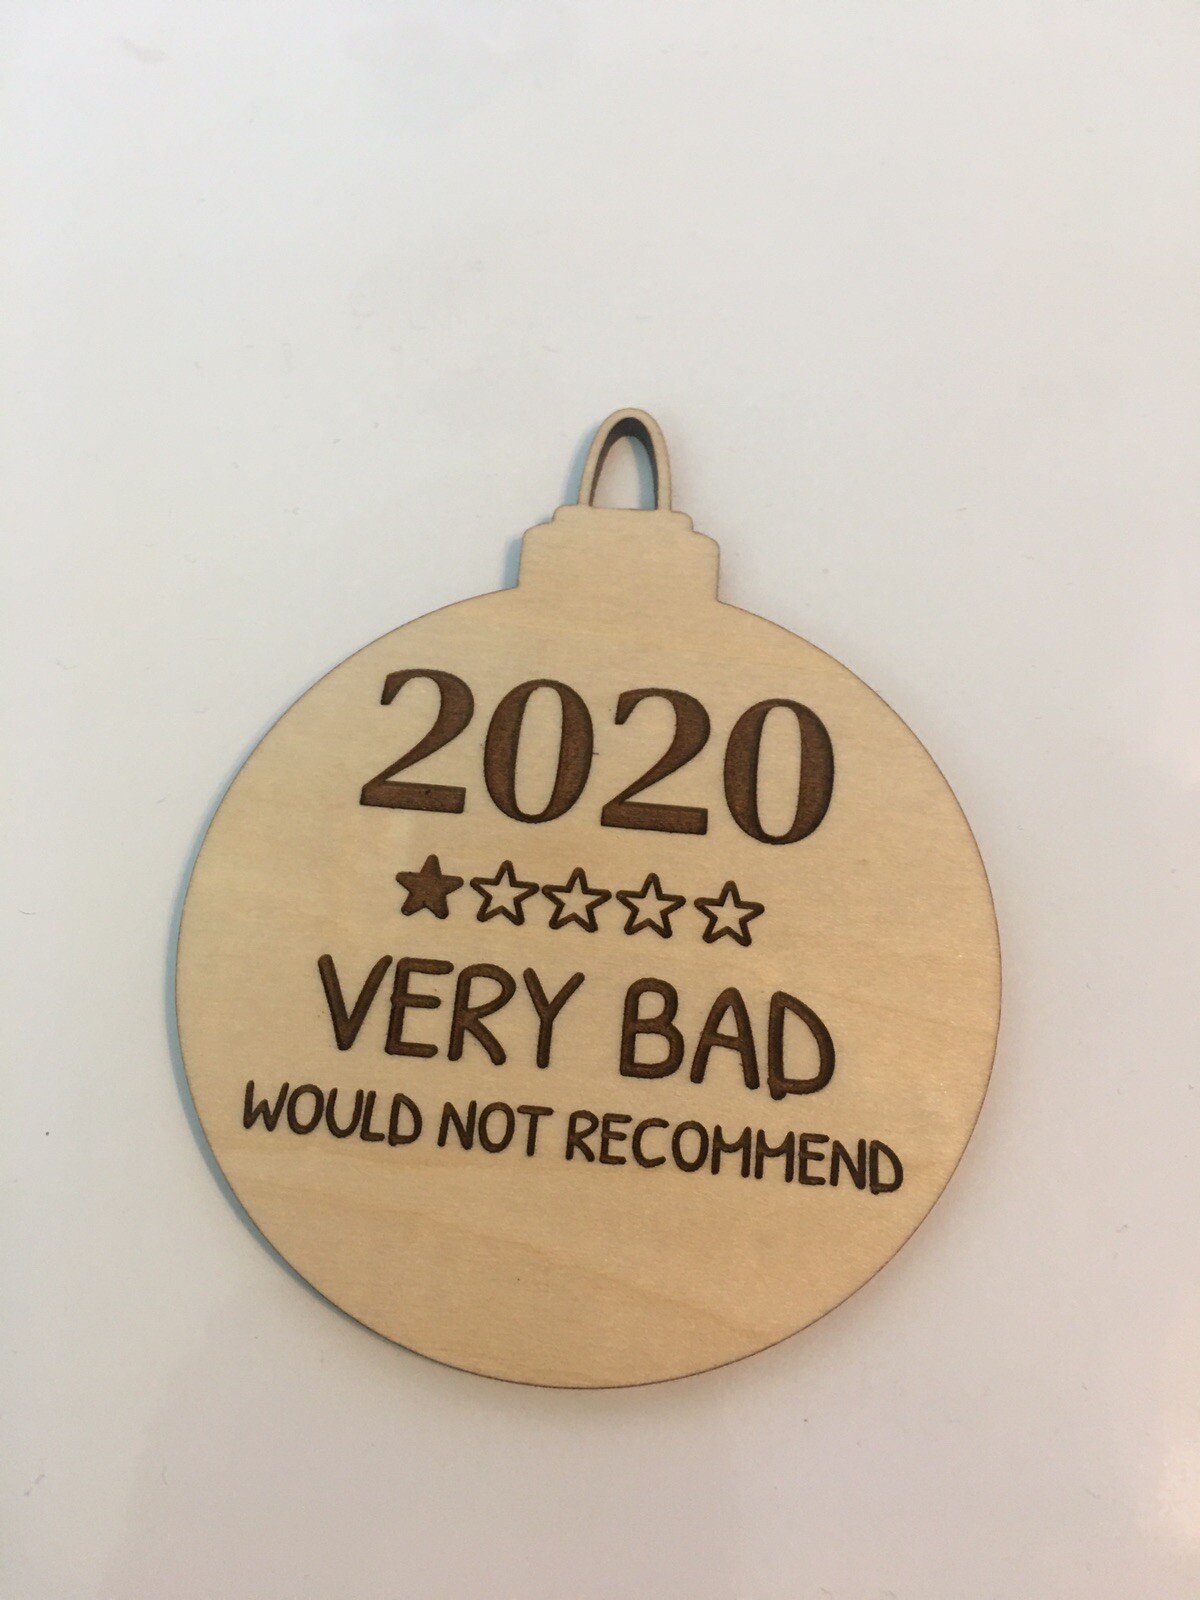 2020
VERY BAD
WOULD NOT RECOMMEND